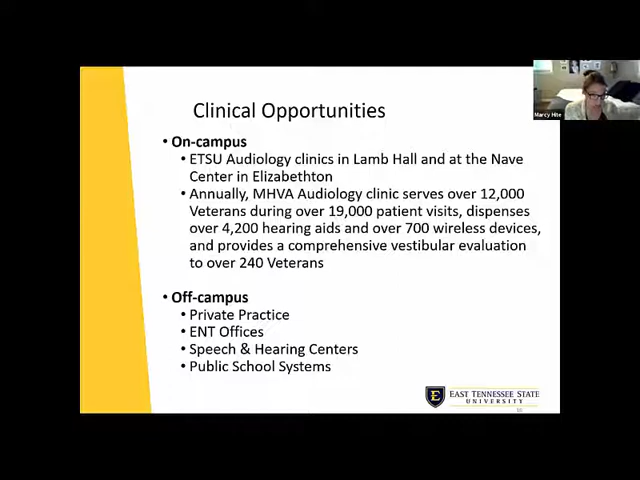 Clinical Opportunities
Marcy Hite
• On-campus
• ETSU Audiology clinics in Lamb Hall and at the Nave
Center in Elizabethton
• Annually, MHVA Audiology clinic serves over 12,000
Veterans during over 19,000 patient visits, dispenses
over 4,200 hearing aids and over 700 wireless devices,
and provides a comprehensive vestibular evaluation
to over 240 Veterans
• Off-campus
• Private Practice
• ENT Offices
• Speech & Hearing Centers
• Public School Systems
E
EAST TENNESSEE STATE
UNIVERSITY